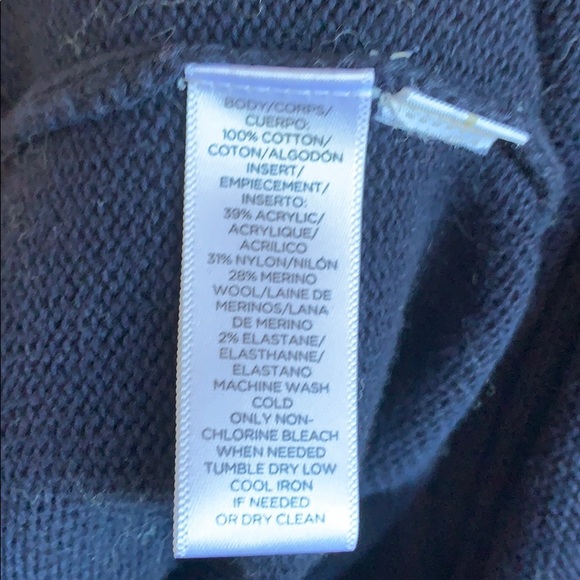 BODY/CORPS/
CUERPO:
100% COTTON/
COTON/ALGODÓN
INSERT/
EMPIECEMENT/
INSERTO:
39% ACRYLIC/
ACRYLIQUE/
ACRILICO
31% NYLON/NILÓN
28% MERINO
WOOL/LAINE DE
MERINOS/LANA
DE MERINO
2% ELASTANE/
ELASTHANNE/
ELASTANO
MACHINE WASH
COLD
ONLY NON-
CHLORINE BLEACH
WHEN NEEDED
TUMBLE DRY LOW
COOL IRON
IF NEEDED
OR DRY CLEAN